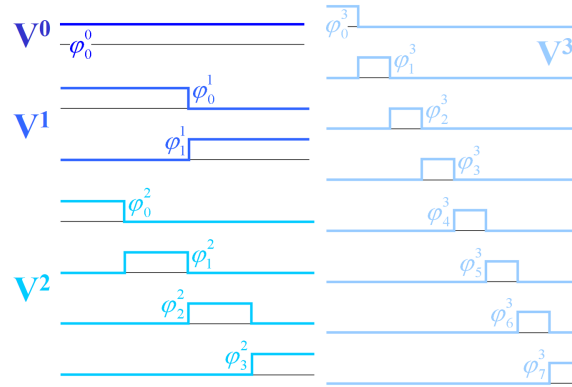 V⁰
φ₀⁰
V¹
φ₀¹
φ₁¹
V²
φ₀²
φ₁²
φ₂²
φ₃²
V³
φ₀³
φ₁³
φ₂³
φ₃³
φ₄³
φ₅³
φ₆³
φ₇³